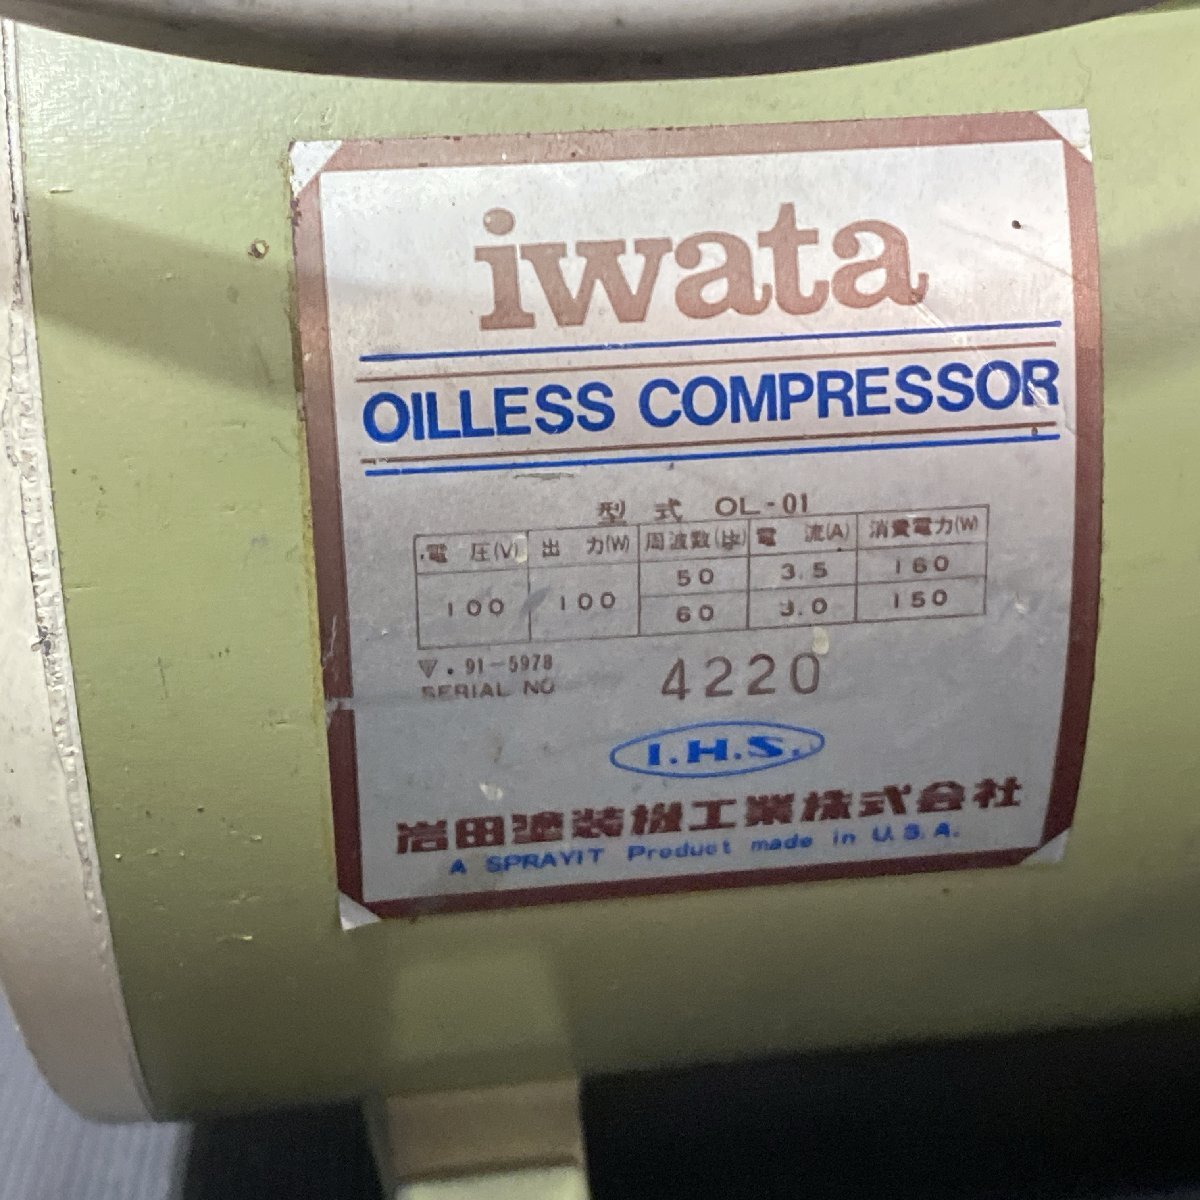 iwata
OILLESS COMPRESSOR
型 式 OL-01
電 圧(V) 出 力(W) 周波数(Hz) 電 流(A) 消費電力(W)
100 100 50 3.5 160
60 3.0 150
. 91-5978
SERIAL NO 4220
I.H.S.
岩田塗装機工業株式会社
A SPRAYIT Product made in U.S.A.